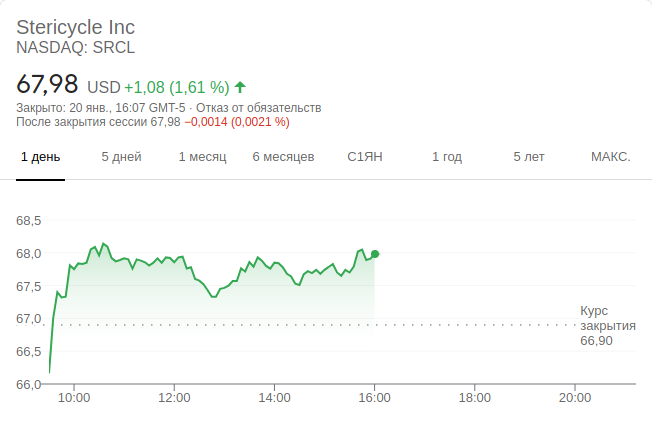 Stericycle Inc
NASDAQ: SRCL
67,98 USD +1,08 (1,61 %)
Закрыто: 20 янв., 16:07 GMT-5 · Отказ от обязательств
После закрытия сессии 67,98 −0,0014 (0,0021 %)
1 день 5 дней 1 месяц 6 месяцев С1ЯН 1 год 5 лет МАКС.
68,5
68,0
67,5
67,0
66,5
66,0
Курс
закрытия
66,90
10:00 12:00 14:00 16:00 18:00 20:00